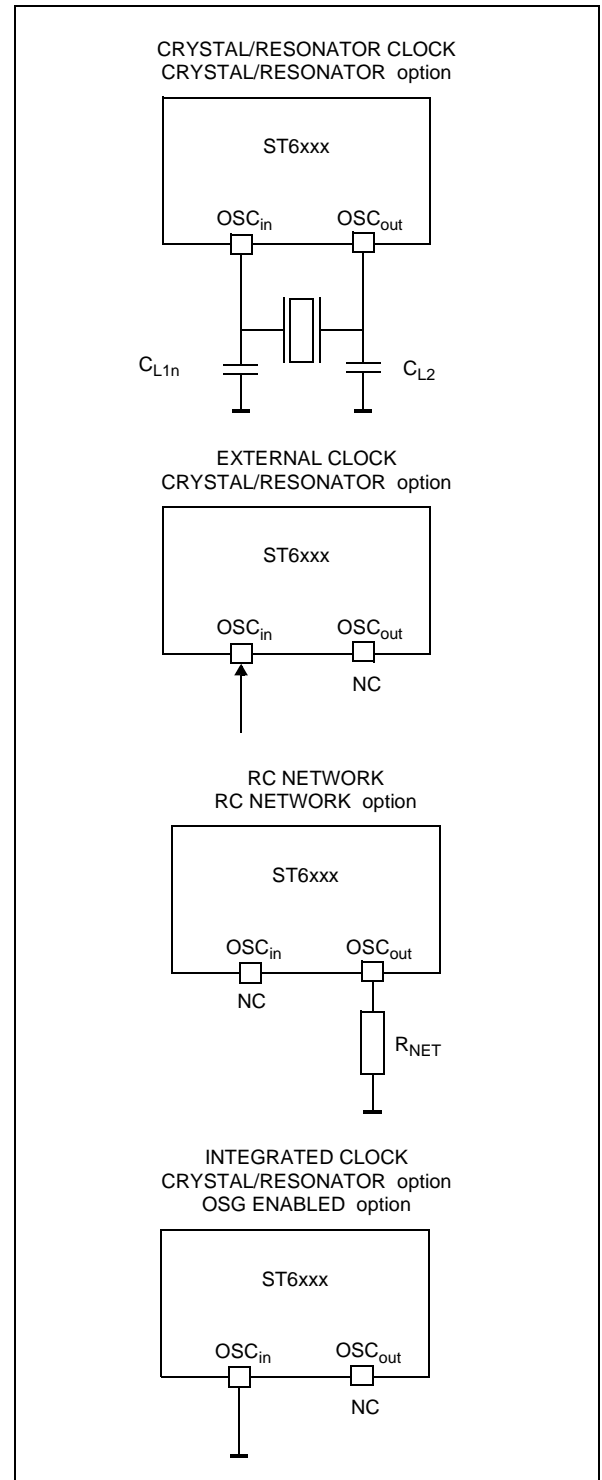 CRYSTAL/RESONATOR CLOCK
CRYSTAL/RESONATOR option
ST6xxx
OSCin OSCout
CL1n CL2
EXTERNAL CLOCK
CRYSTAL/RESONATOR option
ST6xxx
OSCin OSCout
NC
RC NETWORK
RC NETWORK option
ST6xxx
OSCin OSCout
NC
RNET
INTEGRATED CLOCK
CRYSTAL/RESONATOR option
OSG ENABLED option
ST6xxx
OSCin OSCout
NC